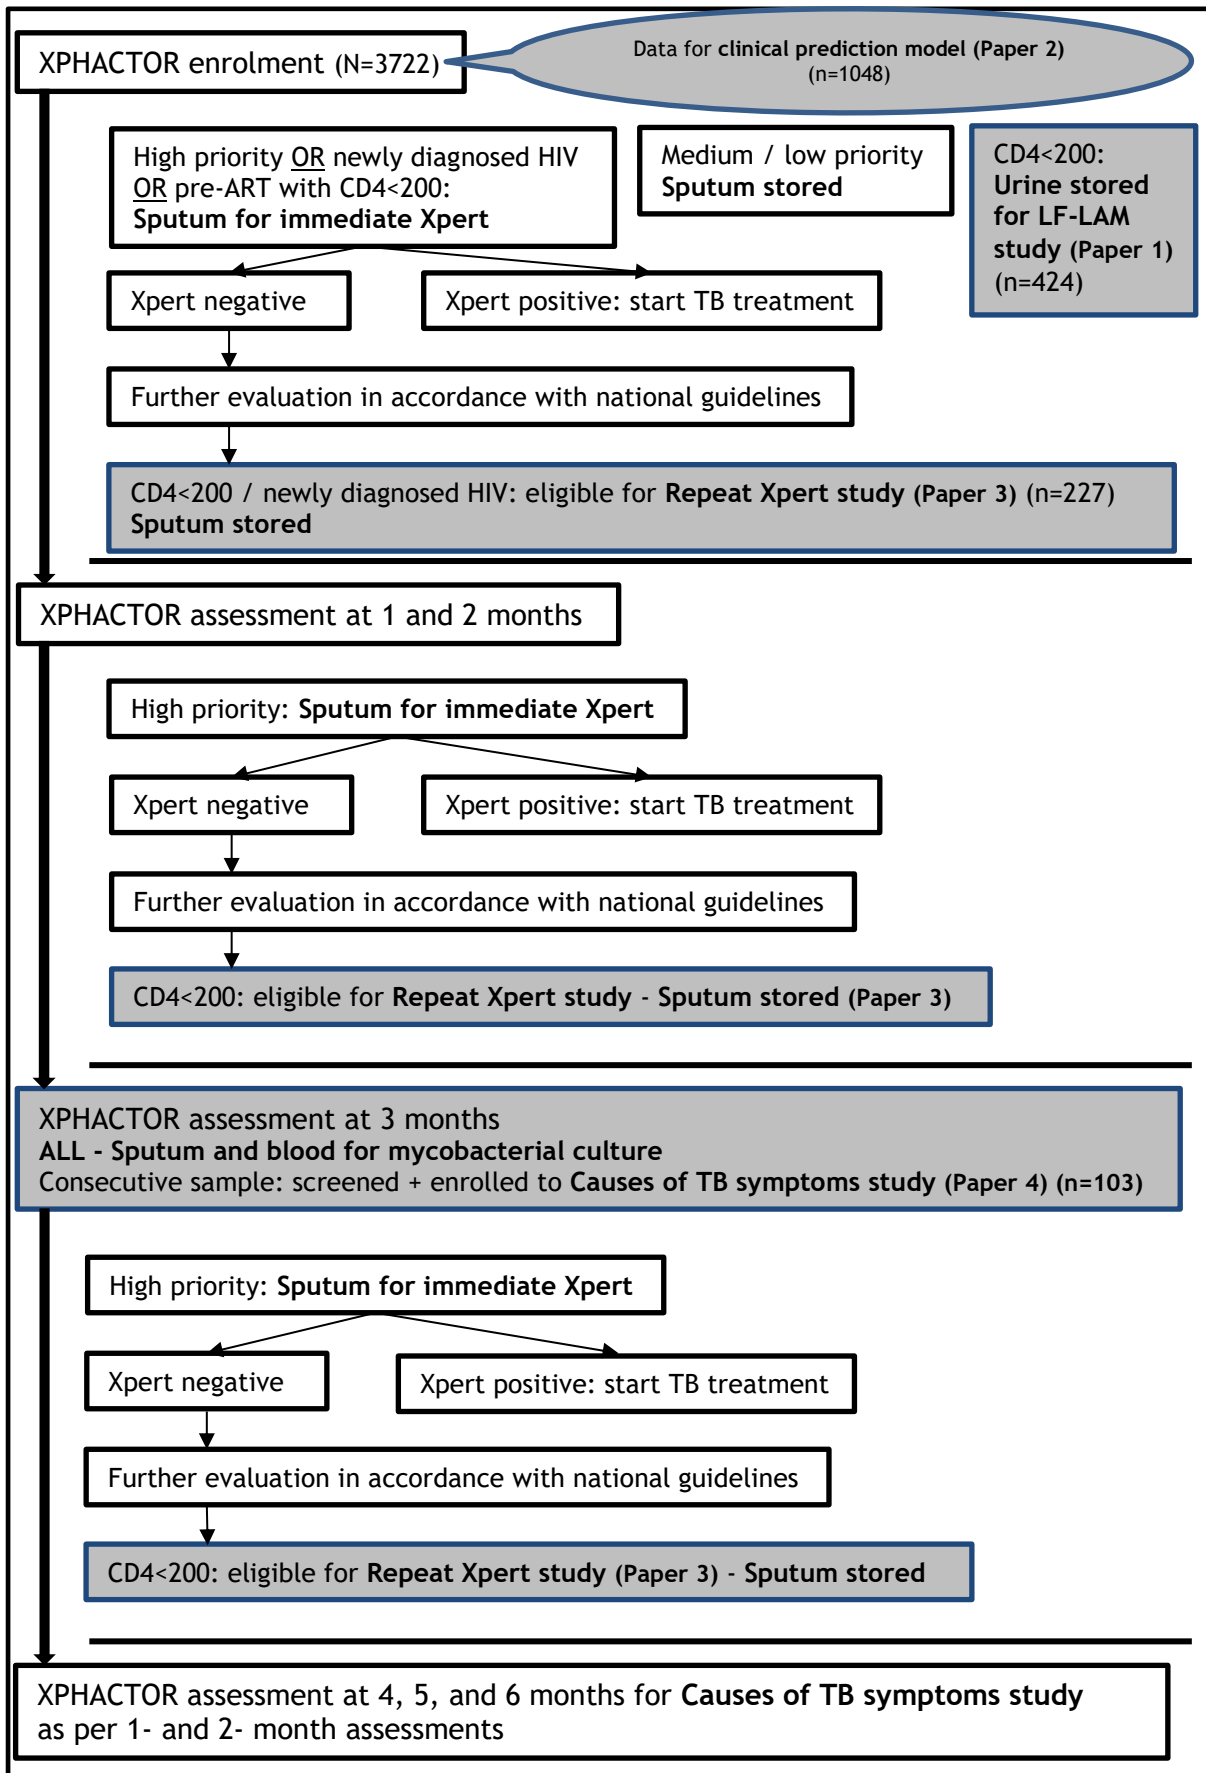 XPHACTOR enrolment (N=3722)
Data for clinical prediction model (Paper 2)
(n=1048)
High priority OR newly diagnosed HIV
OR pre-ART with CD4<200:
Sputum for immediate Xpert
Medium / low priority
Sputum stored
CD4<200:
Urine stored
for LF-LAM
study (Paper 1)
(n=424)
Xpert negative
Xpert positive: start TB treatment
Further evaluation in accordance with national guidelines
CD4<200 / newly diagnosed HIV: eligible for Repeat Xpert study (Paper 3) (n=227)
Sputum stored
XPHACTOR assessment at 1 and 2 months
High priority: Sputum for immediate Xpert
Xpert negative
Xpert positive: start TB treatment
Further evaluation in accordance with national guidelines
CD4<200: eligible for Repeat Xpert study - Sputum stored (Paper 3)
XPHACTOR assessment at 3 months
ALL - Sputum and blood for mycobacterial culture
Consecutive sample: screened + enrolled to Causes of TB symptoms study (Paper 4) (n=103)
High priority: Sputum for immediate Xpert
Xpert negative
Xpert positive: start TB treatment
Further evaluation in accordance with national guidelines
CD4<200: eligible for Repeat Xpert study (Paper 3) - Sputum stored
XPHACTOR assessment at 4, 5, and 6 months for Causes of TB symptoms study
as per 1- and 2- month assessments